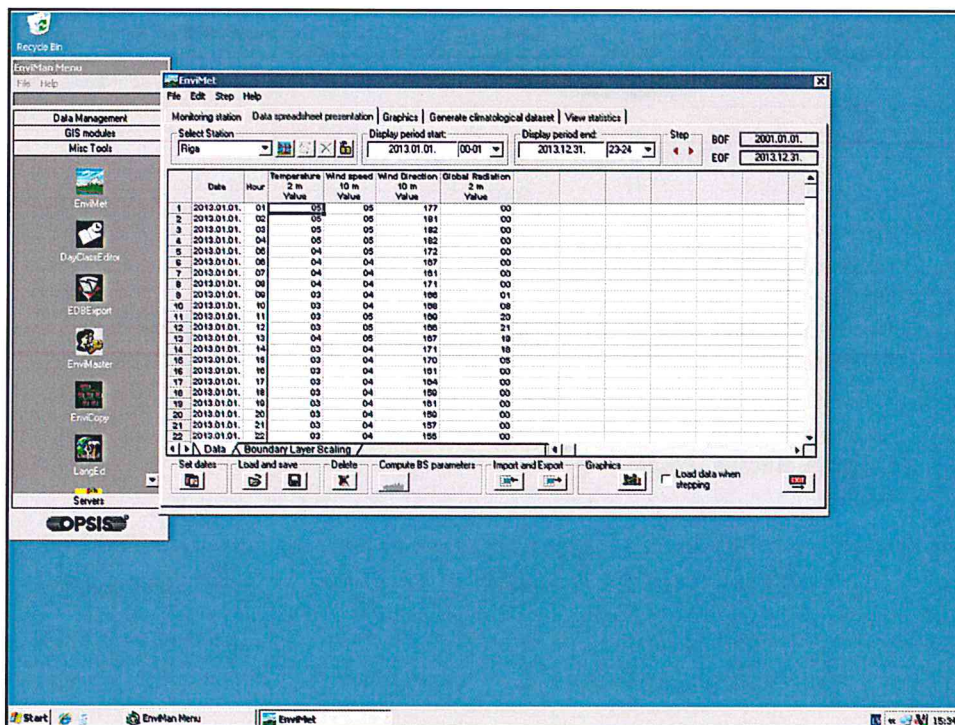 Recycle Bin
EnviMan Menu
File Help
Data Management
GIS modules
Misc Tools
EnviMet
DayClassEditor
EDBExport
EnviMaster
EnviCopy
LangEd
Servers
OPSIS
EnviMet
File Edit Step Help
Monitoring station Data spreadsheet presentation Graphics Generate climatological dataset View statistics
Select Station Display period start: Display period end: Step BOF 2001.01.01.
Riga 2013.01.01. 00-01 2013.12.31. 23-24 EOF 2013.12.31.
Temperature Wind speed Wind Direction Global Radiation
Date Hour 2 m 10 m 10 m 2 m
Value Value Value Value
1 2013.01.01. 01 05 05 177 00
2 2013.01.01. 02 05 05 181 00
3 2013.01.01. 03 05 05 182 00
4 2013.01.01. 04 05 05 182 00
5 2013.01.01. 05 04 05 172 00
6 2013.01.01. 06 04 04 167 00
7 2013.01.01. 07 04 04 161 00
8 2013.01.01. 08 04 04 171 00
9 2013.01.01. 09 03 04 166 01
10 2013.01.01. 10 03 04 08
11 2013.01.01. 11 03 05 20
12 2013.01.01. 12 03 05 166 21
13 2013.01.01. 13 04 05 167
14 2013.01.01. 14 03 04 171
15 2013.01.01. 15 03 04 170 05
16 2013.01.01. 16 03 04 161 00
17 2013.01.01. 17 03 04 164 00
18 2013.01.01. 18 03 04 00
19 2013.01.01. 19 03 04 161 00
20 2013.01.01. 20 03 04 00
21 2013.01.01. 21 03 04 157 00
22 2013.01.01. 22 03 04 00
Data Boundary Layer Scaling
Set dates Load and save Delete Compute BS parameters Import and Export Graphics Load data when
stepping
EXIT
Start EnviMan Menu EnviMet